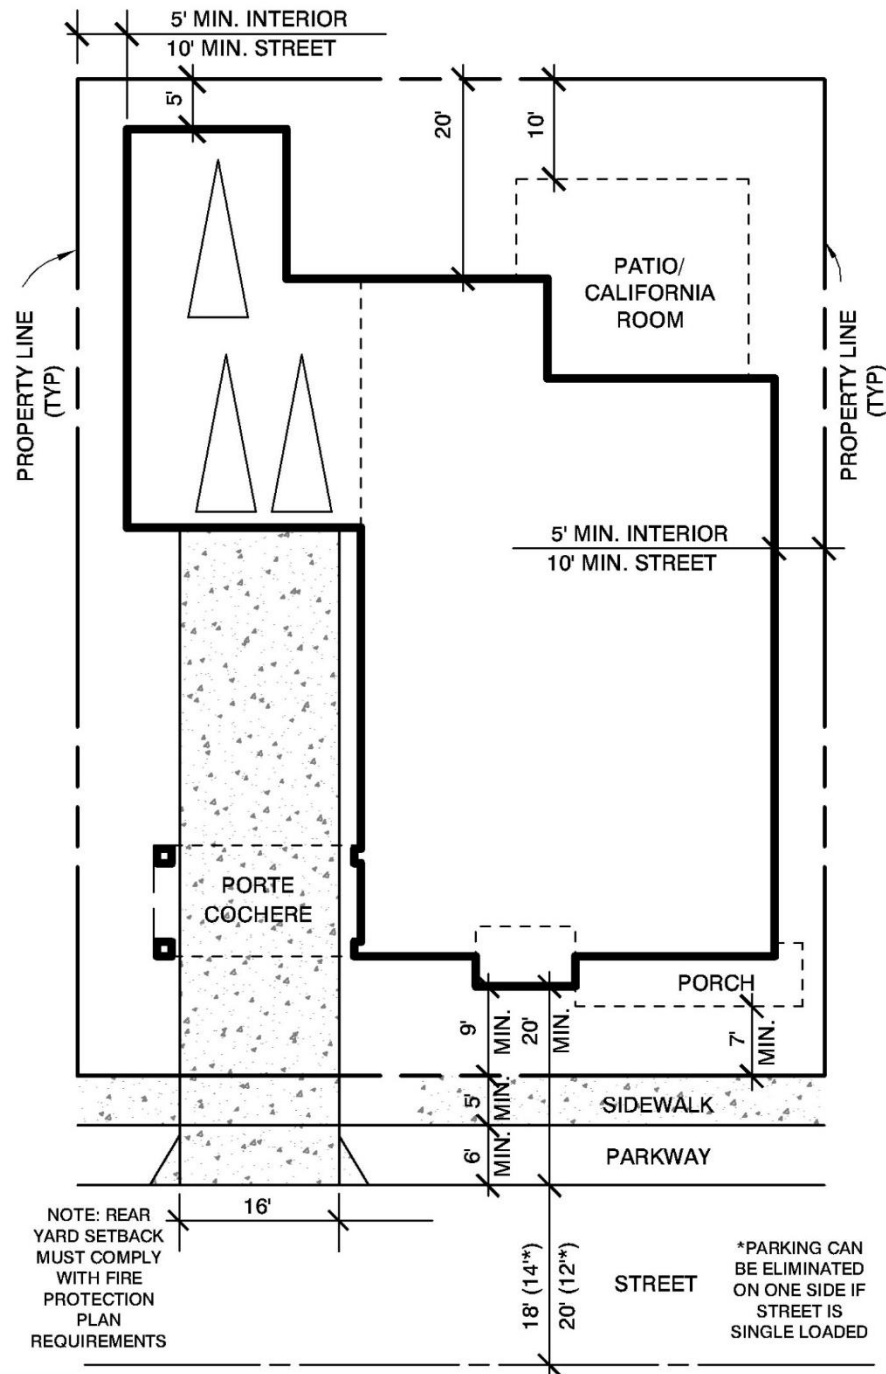 5' MIN. INTERIOR
10' MIN. STREET
5'
20'
10'
PATIO/
CALIFORNIA
ROOM
PROPERTY LINE
(TYP)
PROPERTY LINE
(TYP)
5' MIN. INTERIOR
10' MIN. STREET
PORTE
COCHERE
PORCH
9'
MIN.
20'
MIN.
7'
MIN.
5'
MIN.
SIDEWALK
6'
MIN.
PARKWAY
16'
NOTE: REAR
YARD SETBACK
MUST COMPLY
WITH FIRE
PROTECTION
PLAN
REQUIREMENTS
18' (14'*)
20' (12'*)
STREET
*PARKING CAN
BE ELIMINATED
ON ONE SIDE IF
STREET IS
SINGLE LOADED